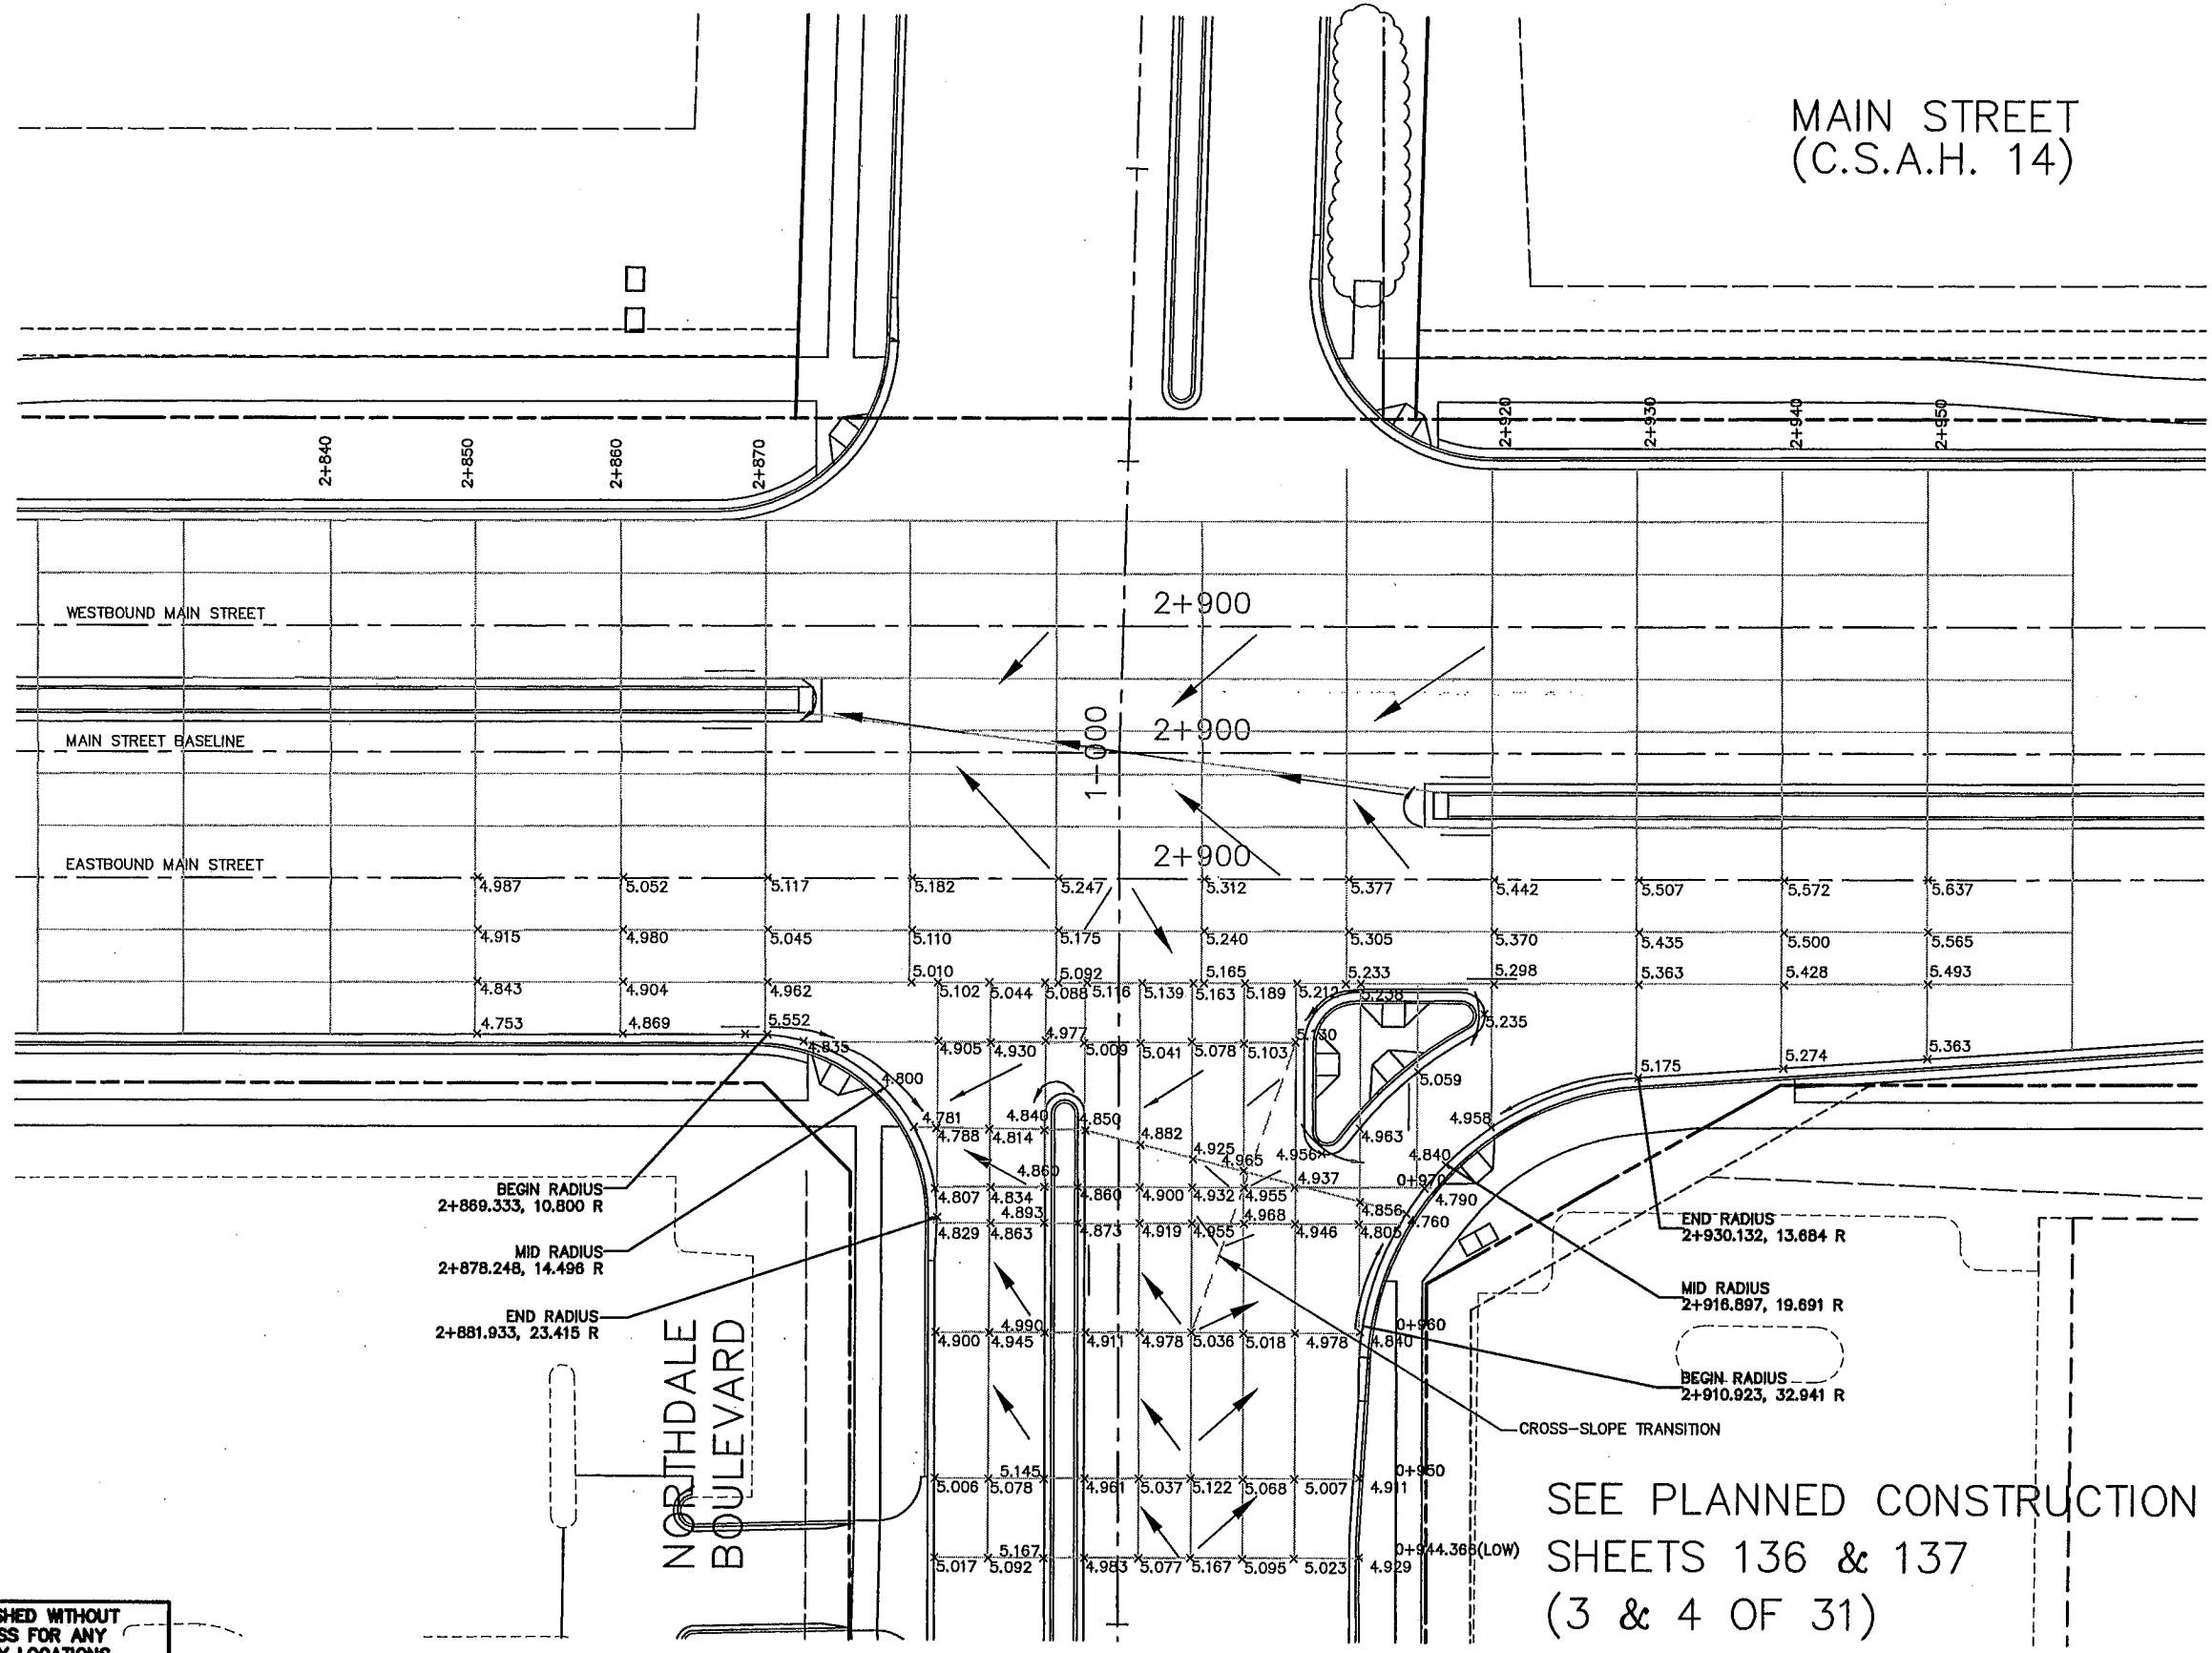 MAIN STREET
(C.S.A.H. 14)
2+840
2+850
2+860
2+870
2+920
2+930
2+940
2+950
WESTBOUND MAIN STREET
2+900
MAIN STREET BASELINE
2+900
1+000
EASTBOUND MAIN STREET
2+900
4.987 5.052 5.117 5.182 5.247 5.312 5.377 5.442 5.507 5.572 5.637
4.915 4.980 5.045 5.110 5.175 5.240 5.305 5.370 5.435 5.500 5.565
5.010 5.092 5.165 5.233 5.298
4.843 4.904 4.962 5.102 5.044 5.088 5.116 5.139 5.163 5.189 5.212 5.238 5.363 5.428 5.493
4.753 4.869 5.552 5.235
4.835 4.905 4.930 4.977 5.009 5.041 5.078 5.103 5.130
5.175 5.274 5.363
4.800 5.059
4.781 4.840 4.850 4.958
4.788 4.814 4.882 4.963
4.925 4.965 4.956 4.840
4.860 4.937 0+970
4.807 4.834 4.860 4.900 4.932 4.955 4.790
4.893 4.968 4.856 4.760
4.829 4.863 4.873 4.919 4.955 4.946 4.805
BEGIN RADIUS
2+869.333, 10.800 R
MID RADIUS
2+878.248, 14.496 R
END RADIUS
2+881.933, 23.415 R
END RADIUS
2+930.132, 13.684 R
MID RADIUS
2+916.897, 19.691 R
BEGIN RADIUS
2+910.923, 32.941 R
CROSS-SLOPE TRANSITION
4.990 0+960
4.900 4.945 4.911 4.978 5.036 5.018 4.978 4.840
NORTHDALE
BOULEVARD
5.145 0+950
5.006 5.078 4.961 5.037 5.122 5.068 5.007 4.911
5.167 0+944.366(LOW)
5.017 5.092 4.983 5.077 5.167 5.095 5.023 4.929
SEE PLANNED CONSTRUCTION
SHEETS 136 & 137
(3 & 4 OF 31)
SHED WITHOUT
SS FOR ANY
LOCATIONS